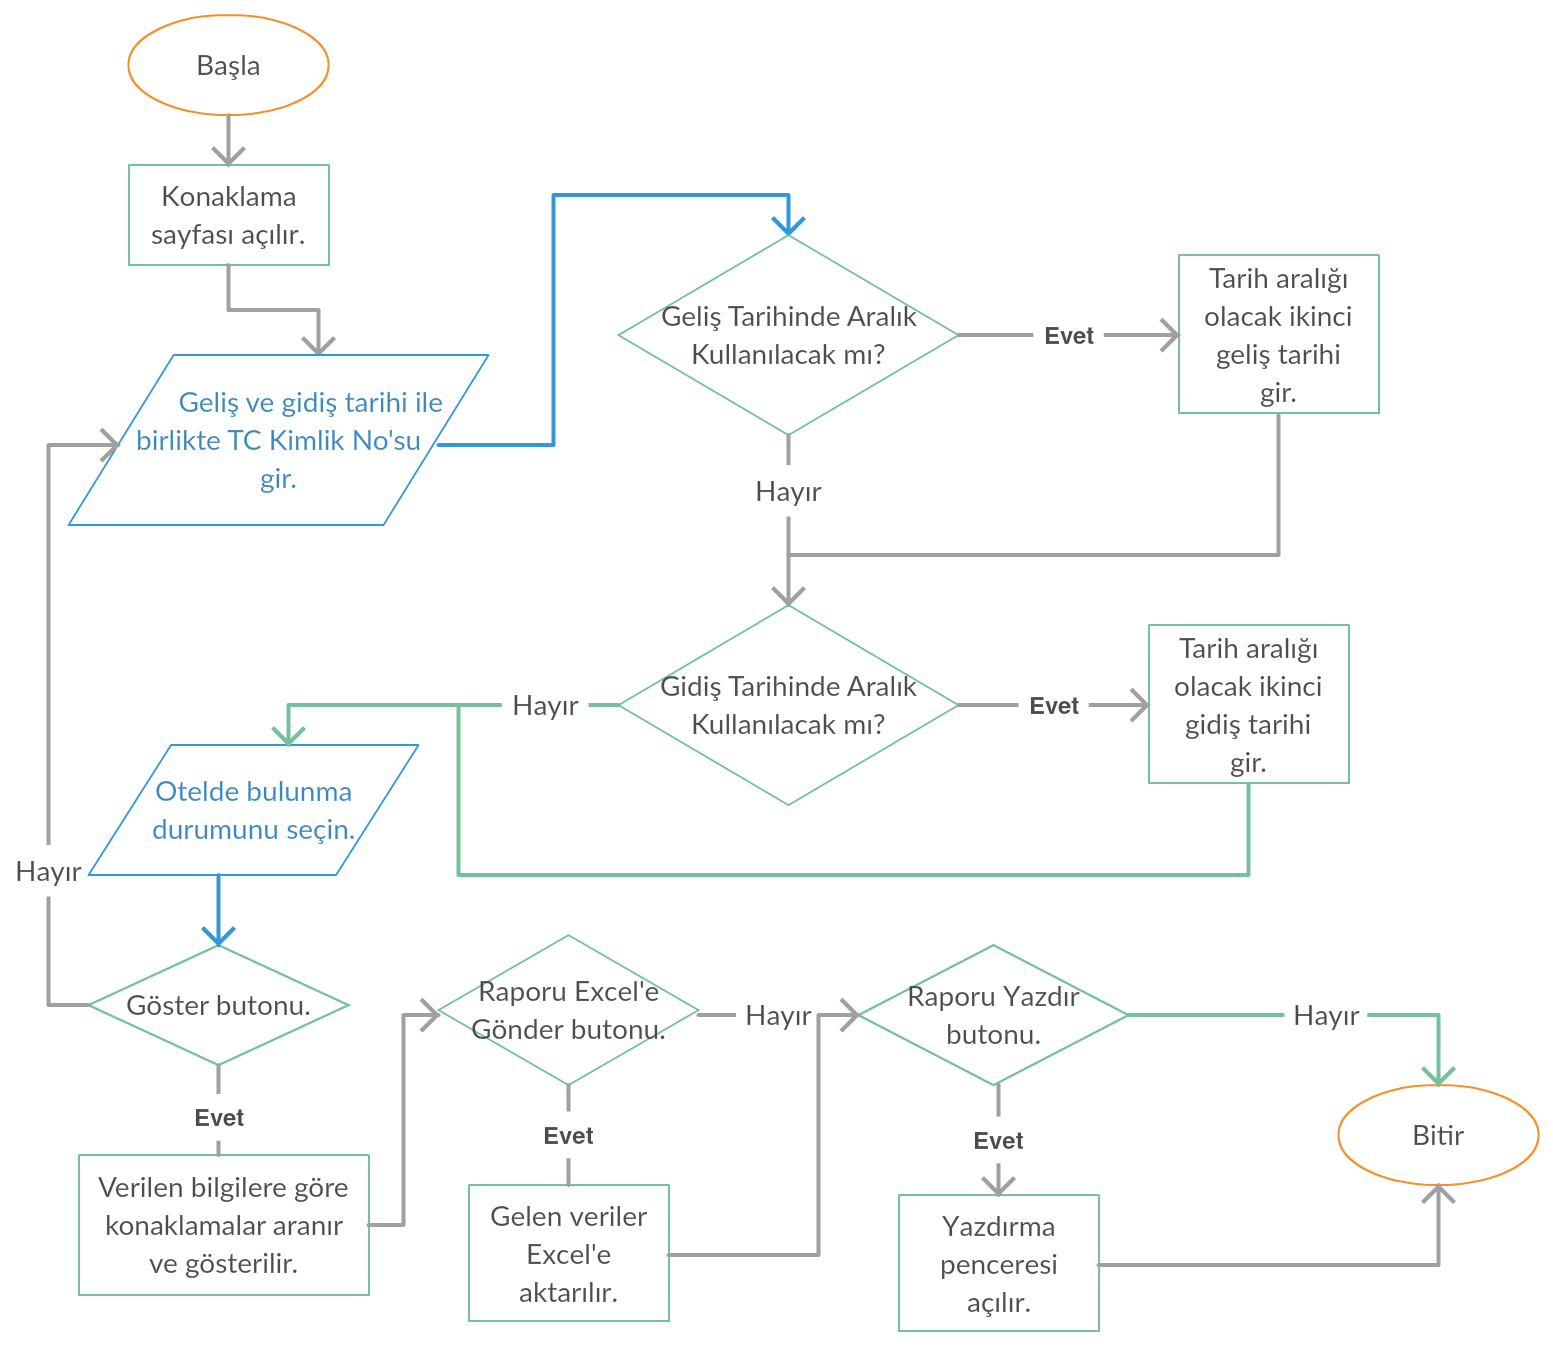 Başla
Konaklama
sayfası açılır.
Geliş ve gidiş tarihi ile
birlikte TC Kimlik No'su
gir.
Geliş Tarihinde Aralık
Kullanılacak mı?
Evet
Tarih aralığı
olacak ikinci
geliş tarihi
gir.
Hayır
Gidiş Tarihinde Aralık
Kullanılacak mı?
Evet
Tarih aralığı
olacak ikinci
gidiş tarihi
gir.
Hayır
Otelde bulunma
durumunu seçin.
Hayır
Göster butonu.
Evet
Verilen bilgilere göre
konaklamalar aranır
ve gösterilir.
Raporu Excel'e
Gönder butonu.
Hayır
Evet
Gelen veriler
Excel'e
aktarılır.
Raporu Yazdır
butonu.
Hayır
Evet
Yazdırma
penceresi
açılır.
Bitir